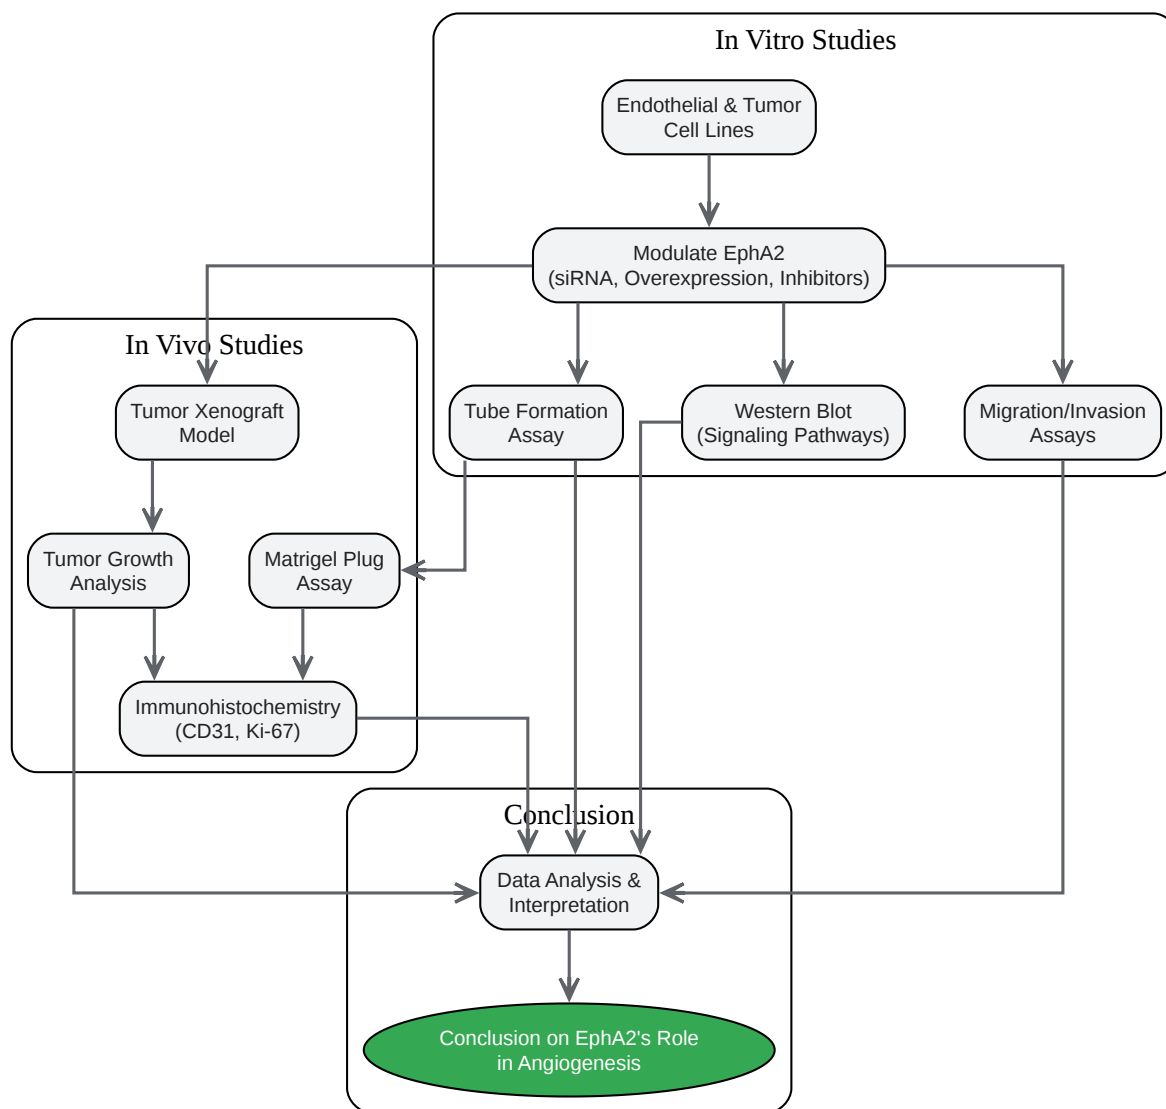 In Vitro Studies
Endothelial & Tumor
Cell Lines
Modulate EphA2
(siRNA, Overexpression, Inhibitors)
In Vivo Studies
Tumor Xenograft
Model
Tube Formation
Assay
Western Blot
(Signaling Pathways)
Migration/Invasion
Assays
Tumor Growth
Analysis
Matrigel Plug
Assay
Immunohistochemistry
(CD31, Ki-67)
Conclusion
Data Analysis &
Interpretation
Conclusion on EphA2's Role
in Angiogenesis